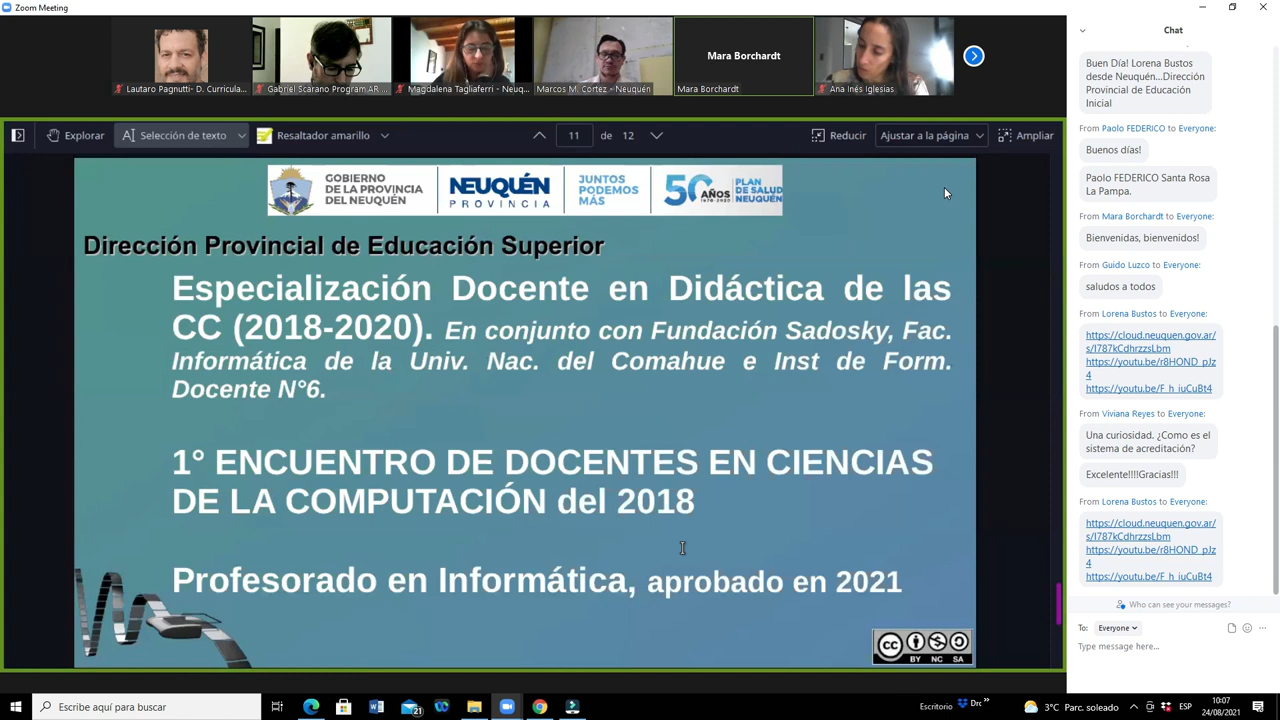 Zoom Meeting
Lautaro Pagnutti- D. Curricula...
Gabriel Scarano Program.AR ...
Magdalena Tagliaferri - Neuq...
Marcos M. Cortez – Neuquén
Mara Borchardt
Mara Borchardt
Ana Inés Iglesias
Explorar
Selección de texto
Resaltador amarillo
11 de 12
Reducir
Ajustar a la página
Ampliar
GOBIERNO
DE LA PROVINCIA
DEL NEUQUÉN
NEUQUÉN
PROVINCIA
JUNTOS
PODEMOS
MÁS
50 AÑOS
1970-2020
PLAN
DE SALUD
NEUQUÉN
Dirección Provincial de Educación Superior
Especialización Docente en Didáctica de las
CC (2018-2020). En conjunto con Fundación Sadosky, Fac.
Informática de la Univ. Nac. del Comahue e Inst de Form.
Docente N°6.
1° ENCUENTRO DE DOCENTES EN CIENCIAS
DE LA COMPUTACIÓN del 2018
Profesorado en Informática, aprobado en 2021
cc
BY NC SA
Chat
Buen Día! Lorena Bustos
desde Neuquén...Dirección
Provincial de Educación
Inicial
From Paolo FEDERICO to Everyone:
Buenos días!
Paolo FEDERICO Santa Rosa
La Pampa.
From Mara Borchardt to Everyone:
Bienvenidas, bienvenidos!
From Guido Luzco to Everyone:
saludos a todos
From Lorena Bustos to Everyone:
https://cloud.neuquen.gov.ar/
s/I787kCdhrzzsLbm
https://youtu.be/r8HOND_pJz
4
https://youtu.be/F_h_iuCuBt4
From Viviana Reyes to Everyone:
Una curiosidad. ¿Como es el
sistema de acreditación?
Excelente!!!!Gracias!!!
From Lorena Bustos to Everyone:
https://cloud.neuquen.gov.ar/
s/I787kCdhrzzsLbm
https://youtu.be/r8HOND_pJz
4
https://youtu.be/F_h_iuCuBt4
Who can see your messages?
To: Everyone
Type message here...
Escribe aquí para buscar
21
Escritorio
»
3°C Parc. soleado
ESP
10:07
24/08/2021